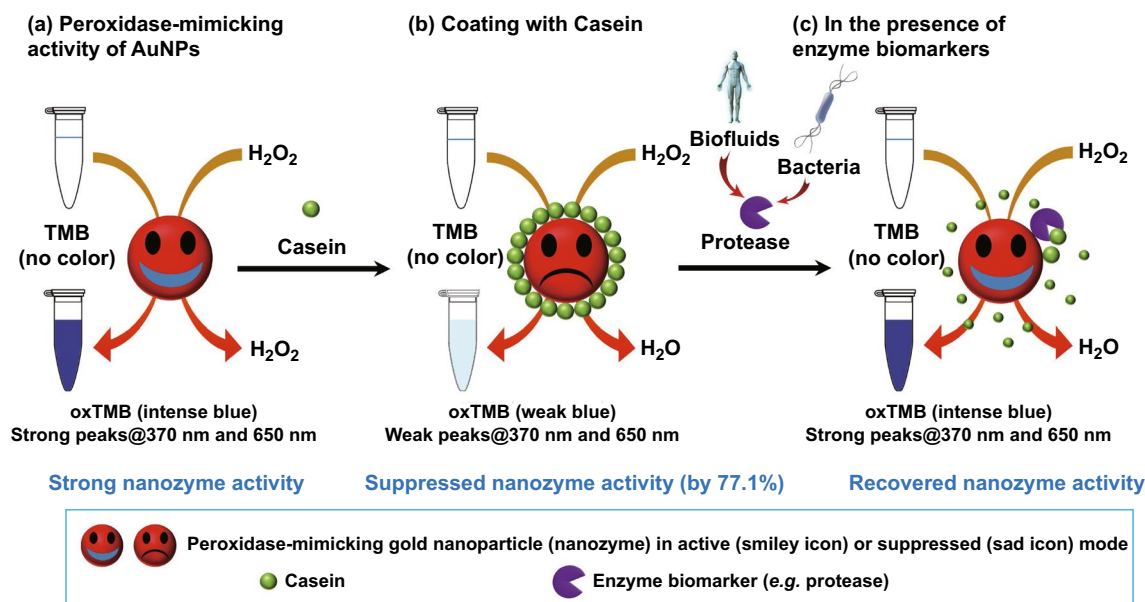 (a) Peroxidase-mimicking
activity of AuNPs
H₂O₂
TMB
(no color)
H₂O₂
oxTMB (intense blue)
Strong peaks@370 nm and 650 nm
Strong nanozyme activity
Casein
(b) Coating with Casein
H₂O₂
TMB
(no color)
H₂O
oxTMB (weak blue)
Weak peaks@370 nm and 650 nm
Suppressed nanozyme activity (by 77.1%)
Biofluids
Bacteria
Protease
(c) In the presence of
enzyme biomarkers
H₂O₂
TMB
(no color)
H₂O
oxTMB (intense blue)
Strong peaks@370 nm and 650 nm
Recovered nanozyme activity
Peroxidase-mimicking gold nanoparticle (nanozyme) in active (smiley icon) or suppressed (sad icon) mode
Casein
Enzyme biomarker (e.g. protease)